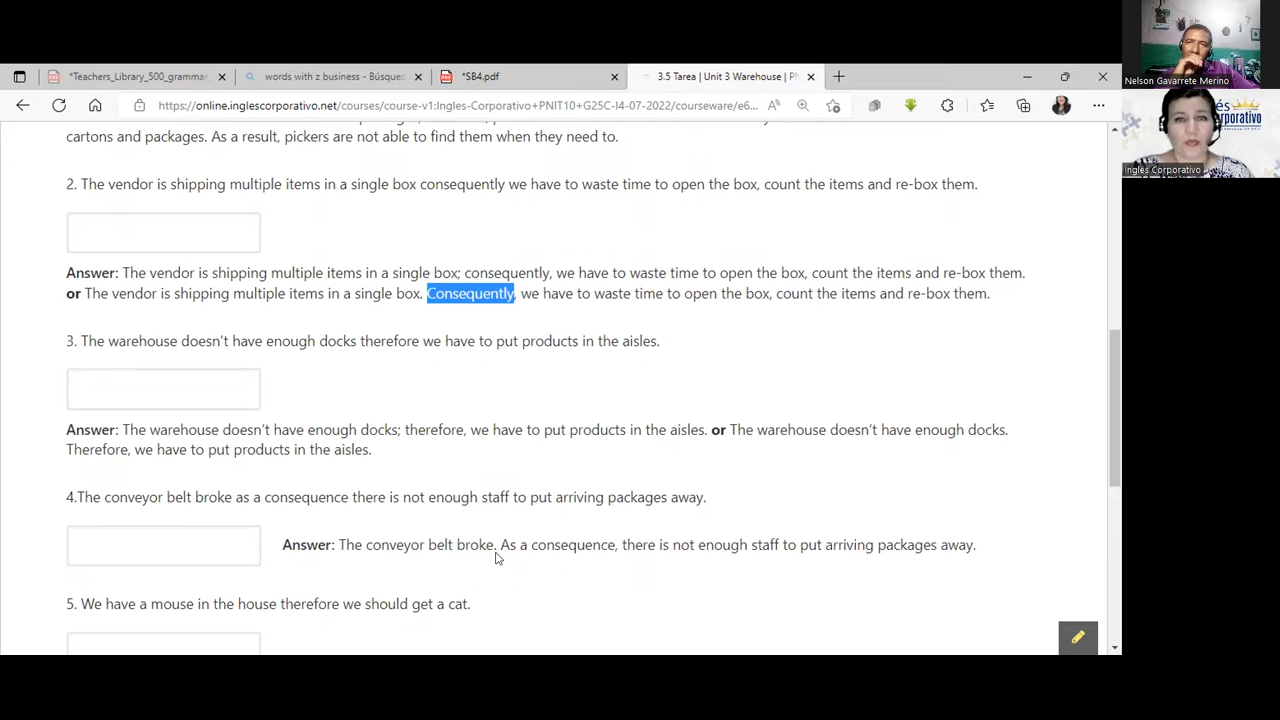 *Teachers_Library_500_gramma
words with z business - Búsqued
*SB4.pdf
3.5 Tarea | Unit 3 Warehouse | P
https://online.inglescorporativo.net/courses/course-v1:Ingles-Corporativo+PNIT10+G25C-I4-07-2022/courseware/e6...
Nelson Gavarrete Merino
Inglés Corporativo
cartons and packages. As a result, pickers are not able to find them when they need to.
2. The vendor is shipping multiple items in a single box consequently we have to waste time to open the box, count the items and re-box them.
Answer: The vendor is shipping multiple items in a single box; consequently, we have to waste time to open the box, count the items and re-box them.
or The vendor is shipping multiple items in a single box. Consequently, we have to waste time to open the box, count the items and re-box them.
3. The warehouse doesn't have enough docks therefore we have to put products in the aisles.
Answer: The warehouse doesn't have enough docks; therefore, we have to put products in the aisles. or The warehouse doesn't have enough docks.
Therefore, we have to put products in the aisles.
4.The conveyor belt broke as a consequence there is not enough staff to put arriving packages away.
Answer: The conveyor belt broke. As a consequence, there is not enough staff to put arriving packages away.
5. We have a mouse in the house therefore we should get a cat.